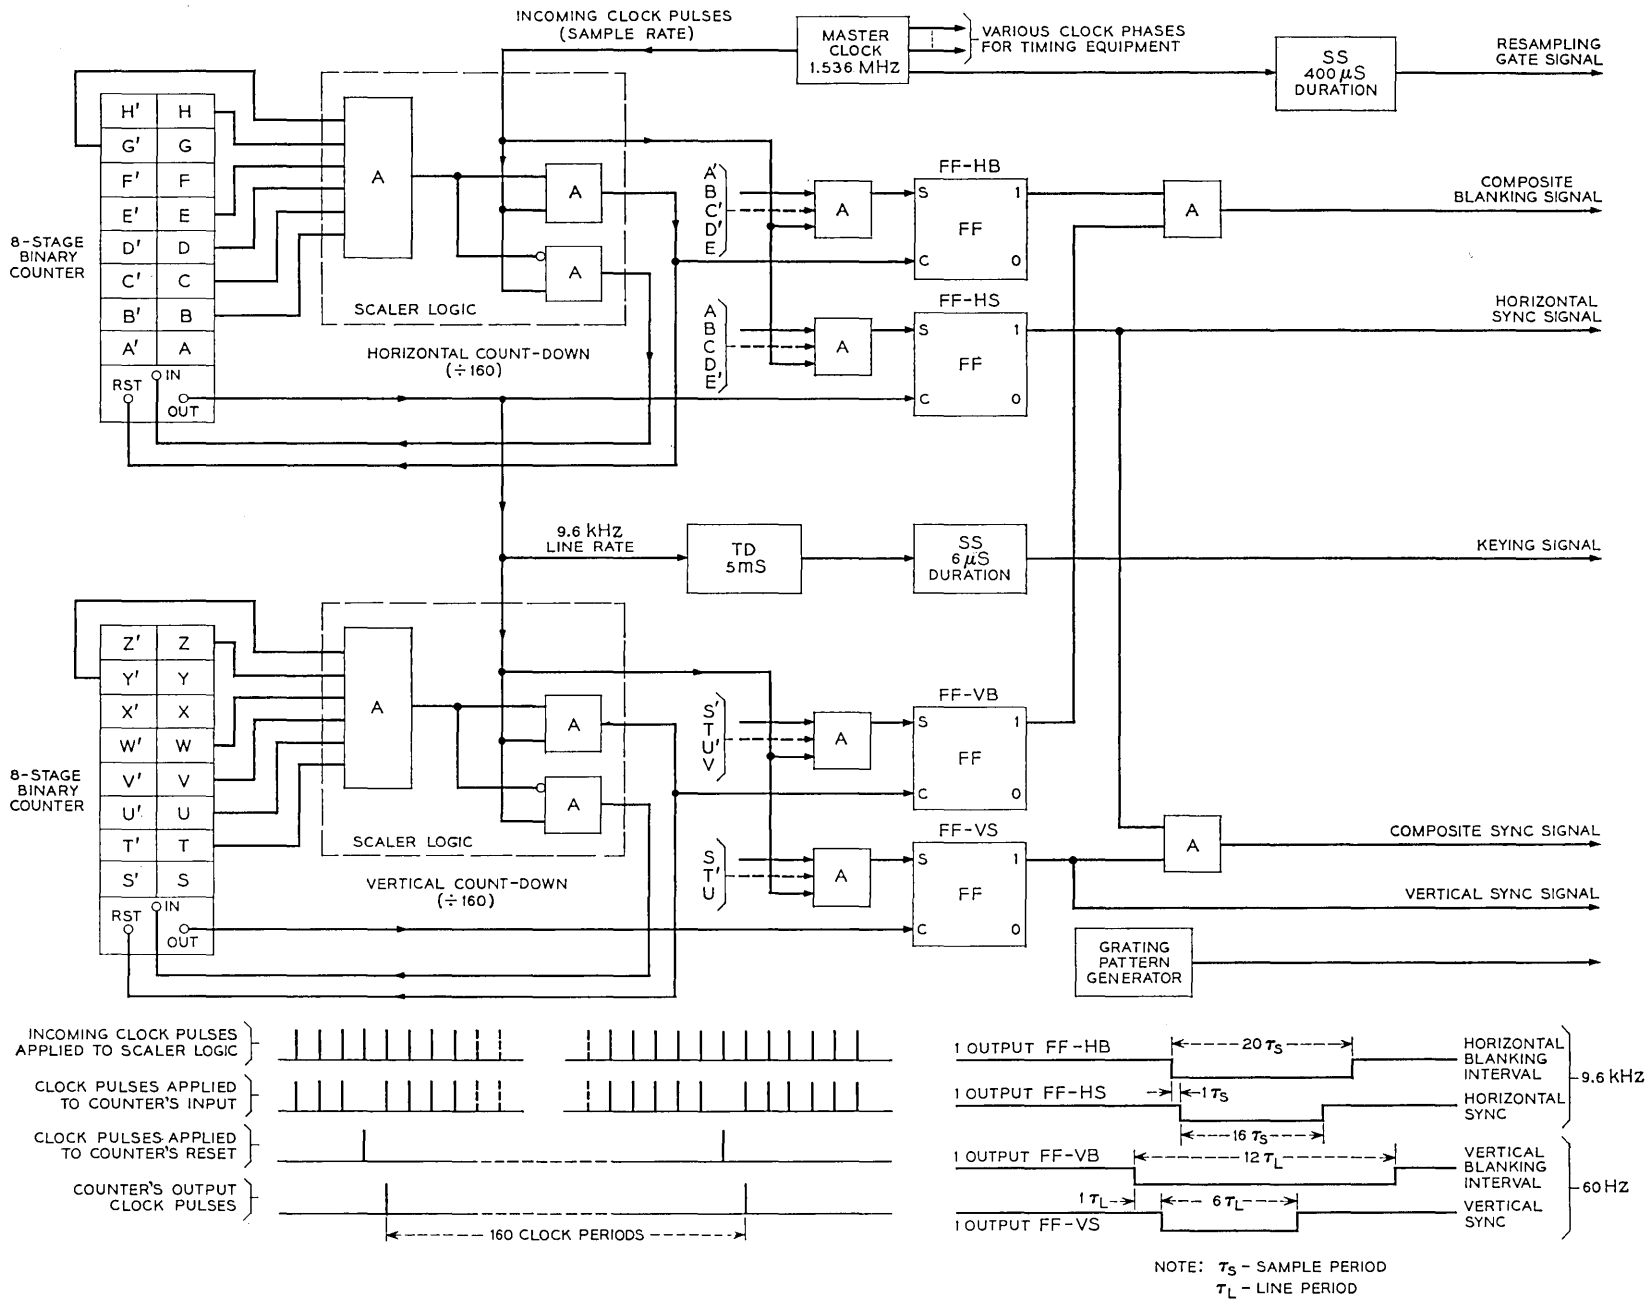 INCOMING CLOCK PULSES
(SAMPLE RATE)
MASTER
CLOCK
1.536 MHz
VARIOUS CLOCK PHASES
FOR TIMING EQUIPMENT
SS
400 µS
DURATION
RESAMPLING
GATE SIGNAL
8-STAGE
BINARY
COUNTER
H' H
G' G
F' F
E' E
D' D
C' C
B' B
A' A
RST IN
OUT
A
A
A
SCALER LOGIC
HORIZONTAL COUNT-DOWN
(÷160)
A'
B
C'
D'
E
A
FF-HB
S 1
FF
C 0
A
COMPOSITE
BLANKING SIGNAL
A
B
C
D
E'
A
FF-HS
S 1
FF
C 0
HORIZONTAL
SYNC SIGNAL
9.6 kHz
LINE RATE
TD
5mS
SS
6 µS
DURATION
KEYING SIGNAL
8-STAGE
BINARY
COUNTER
Z' Z
Y' Y
X' X
W' W
V' V
U' U
T' T
S' S
RST IN
OUT
A
A
A
SCALER LOGIC
VERTICAL COUNT-DOWN
(÷160)
S'
T
U'
V
A
FF-VB
S 1
FF
C 0
S
T'
U
A
FF-VS
S 1
FF
C 0
A
COMPOSITE SYNC SIGNAL
VERTICAL SYNC SIGNAL
GRATING
PATTERN
GENERATOR
INCOMING CLOCK PULSES
APPLIED TO SCALER LOGIC
CLOCK PULSES APPLIED
TO COUNTER'S INPUT
CLOCK PULSES APPLIED
TO COUNTER'S RESET
COUNTER'S OUTPUT
CLOCK PULSES
160 CLOCK PERIODS
1 OUTPUT FF-HB
20 τS
HORIZONTAL
BLANKING
INTERVAL
1 OUTPUT FF-HS
1 τS
16 τS
HORIZONTAL
SYNC
9.6 kHz
1 OUTPUT FF-VB
12 τL
VERTICAL
BLANKING
INTERVAL
1 OUTPUT FF-VS
1 τL
6 τL
VERTICAL
SYNC
60 Hz
NOTE: τS - SAMPLE PERIOD
τL - LINE PERIOD